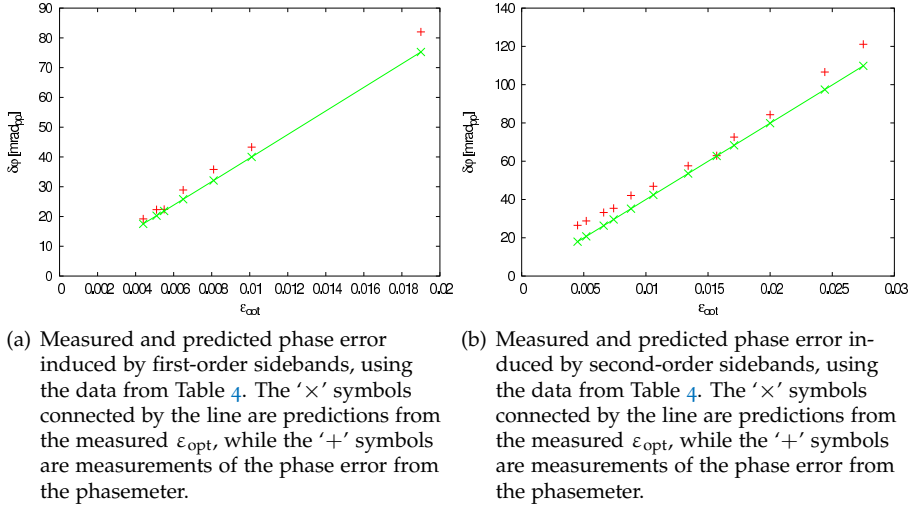 90
80
70
60
50
40
30
20
10
0
δφ [mrad_pp]
0 0.002 0.004 0.006 0.008 0.01 0.012 0.014 0.016 0.018 0.02
ε_opt
140
120
100
80
60
40
20
0
δφ [mrad_pp]
0 0.005 0.01 0.015 0.02 0.025 0.03
ε_opt
(a) Measured and predicted phase error
induced by first-order sidebands, using
the data from Table 4. The ‘×’ symbols
connected by the line are predictions from
the measured ε_opt, while the ‘+’ symbols
are measurements of the phase error from
the phasemeter.
(b) Measured and predicted phase error in-
duced by second-order sidebands, using
the data from Table 4. The ‘×’ symbols
connected by the line are predictions from
the measured ε_opt, while the ‘+’ symbols
are measurements of the phase error from
the phasemeter.